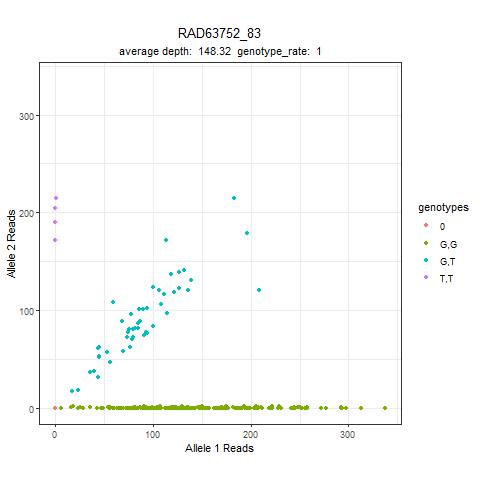 RAD63752_83
average depth: 148.32 genotype_rate: 1
300
200
100
0
Allele 2 Reads
0 100 200 300
Allele 1 Reads
genotypes
0
G,G
G,T
T,T